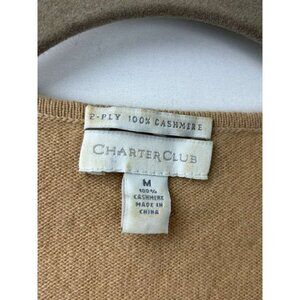 2-PLY 100% CASHMERE
CHARTER CLUB
M
100%
CASHMERE
MADE IN
CHINA